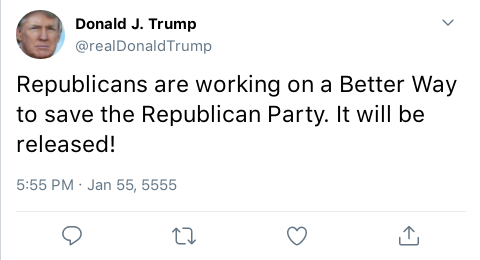 Donald J. Trump
@realDonaldTrump
Republicans are working on a Better Way
to save the Republican Party. It will be
released!
5:55 PM · Jan 55, 5555